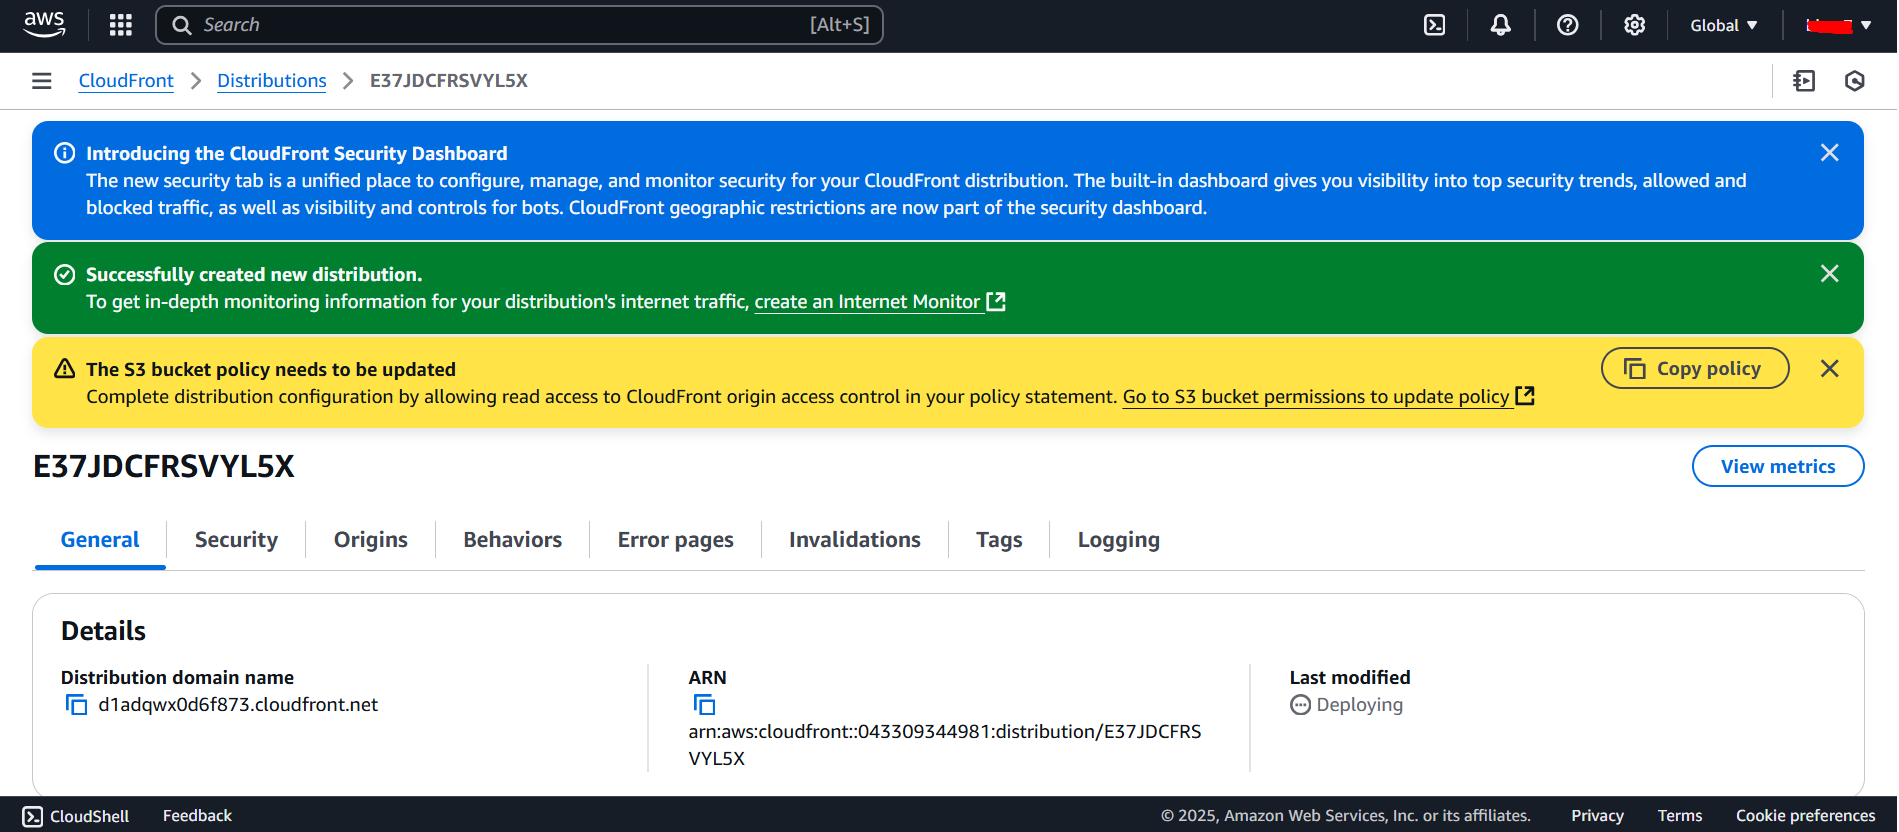 aws
Search [Alt+S]
Global
CloudFront Distributions E37JDCFRSVYL5X
Introducing the CloudFront Security Dashboard
The new security tab is a unified place to configure, manage, and monitor security for your CloudFront distribution. The built-in dashboard gives you visibility into top security trends, allowed and
blocked traffic, as well as visibility and controls for bots. CloudFront geographic restrictions are now part of the security dashboard.
Successfully created new distribution.
To get in-depth monitoring information for your distribution's internet traffic, create an Internet Monitor
The S3 bucket policy needs to be updated
Complete distribution configuration by allowing read access to CloudFront origin access control in your policy statement. Go to S3 bucket permissions to update policy
Copy policy
E37JDCFRSVYL5X
View metrics
General Security Origins Behaviors Error pages Invalidations Tags Logging
Details
Distribution domain name
d1adqwx0d6f873.cloudfront.net
ARN
arn:aws:cloudfront::043309344981:distribution/E37JDCFRS
VYL5X
Last modified
Deploying
CloudShell Feedback © 2025, Amazon Web Services, Inc. or its affiliates. Privacy Terms Cookie preferences